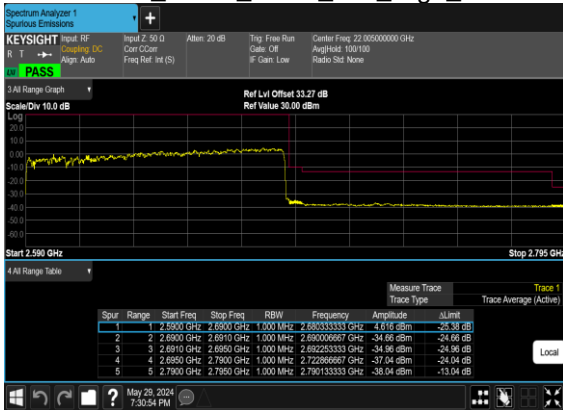 Spectrum Analyzer 1
Spurious Emissions
KEYSIGHT Input: RF Input Z: 50 Ω Atten: 20 dB Trig: Free Run Center Freq: 22.005000000 GHz
R T Coupling: DC Corr CCorr Gate: Off Avg|Hold: 100/100
Align: Auto Freq Ref: Int (S) IF Gain: Low Radio Std: None
PASS
3 All Range Graph
Ref Lvl Offset 33.27 dB
Scale/Div 10.0 dB Ref Value 30.00 dBm
Log
20.0
10.0
0.00
-10.0
-20.0
-30.0
-40.0
-50.0
-60.0
Start 2.590 GHz Stop 2.795 GHz
4 All Range Table
Measure Trace Trace 1
Trace Type Trace Average (Active)
Spur Range Start Freq Stop Freq RBW Frequency Amplitude ΔLimit
1 1 2.5900 GHz 2.6900 GHz 1.000 MHz 2.680333333 GHz 4.616 dBm -25.38 dB
2 2 2.6900 GHz 2.6910 GHz 1.000 MHz 2.690006667 GHz -34.66 dBm -24.66 dB
3 3 2.6910 GHz 2.6950 GHz 1.000 MHz 2.692253333 GHz -34.96 dBm -24.96 dB
4 4 2.6950 GHz 2.7900 GHz 1.000 MHz 2.722866667 GHz -37.04 dBm -24.04 dB
5 5 2.7900 GHz 2.7950 GHz 1.000 MHz 2.790133333 GHz -38.04 dBm -13.04 dB
Local
May 29, 2024
7:30:54 PM